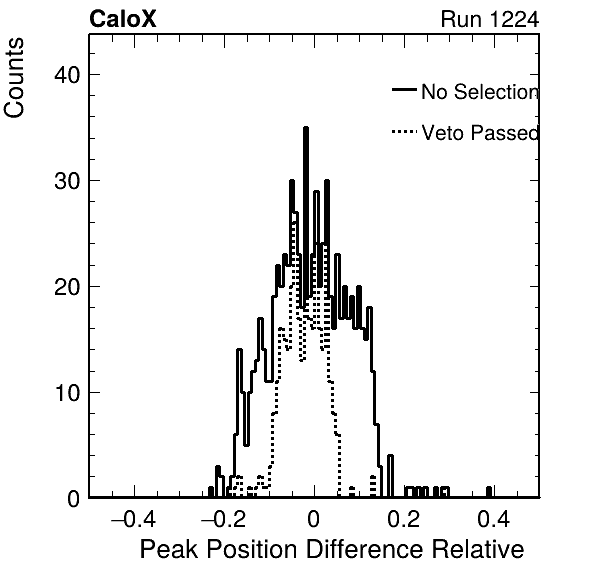 CaloX Run 1224
Counts
40
30
20
10
0
No Selection
Veto Passed
−0.4 −0.2 0 0.2 0.4
Peak Position Difference Relative